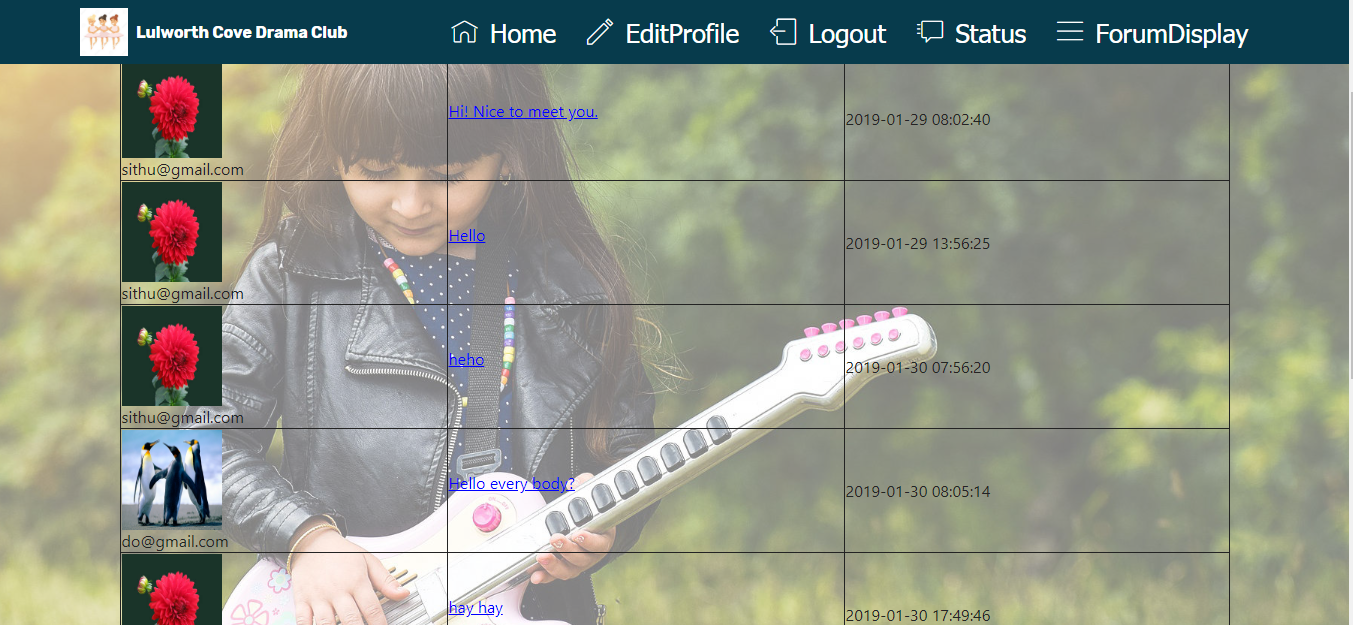 Lulworth Cove Drama Club
Home
EditProfile
Logout
Status
ForumDisplay
Hi! Nice to meet you.
2019-01-29 08:02:40
sithu@gmail.com
Hello
2019-01-29 13:56:25
sithu@gmail.com
heho
2019-01-30 07:56:20
sithu@gmail.com
Hello every body?
2019-01-30 08:05:14
do@gmail.com
hay hay
2019-01-30 17:49:46